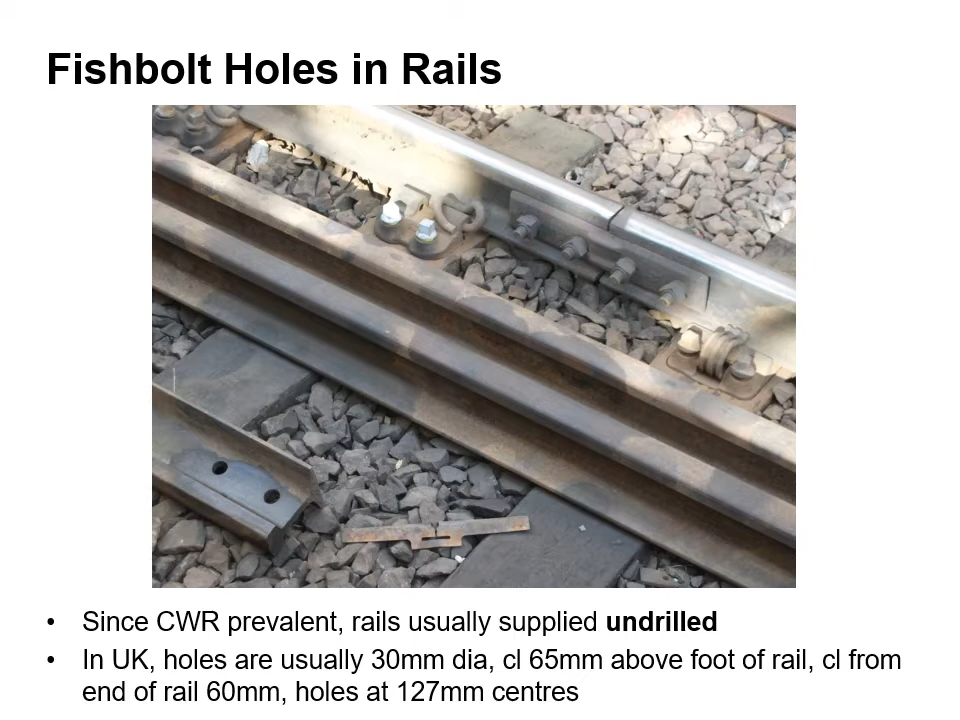 Fishbolt Holes in Rails
• Since CWR prevalent, rails usually supplied undrilled
• In UK, holes are usually 30mm dia, cl 65mm above foot of rail, cl from
end of rail 60mm, holes at 127mm centres